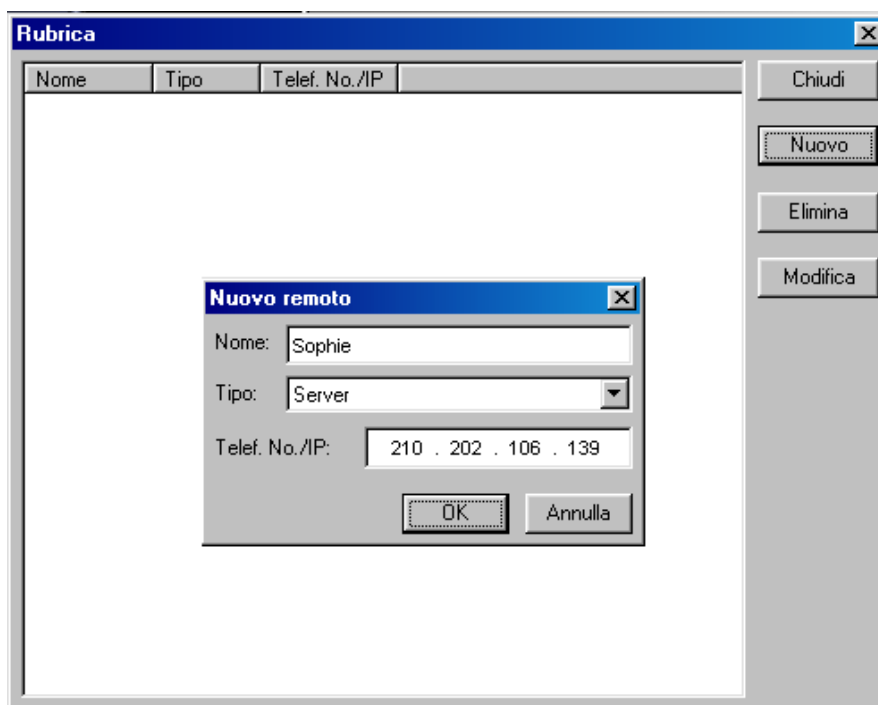 Rubrica
Nome Tipo Telef. No./IP
Chiudi
Nuovo
Elimina
Modifica
Nuovo remoto
Nome: Sophie
Tipo: Server
Telef. No./IP: 210 . 202 . 106 . 139
OK Annulla